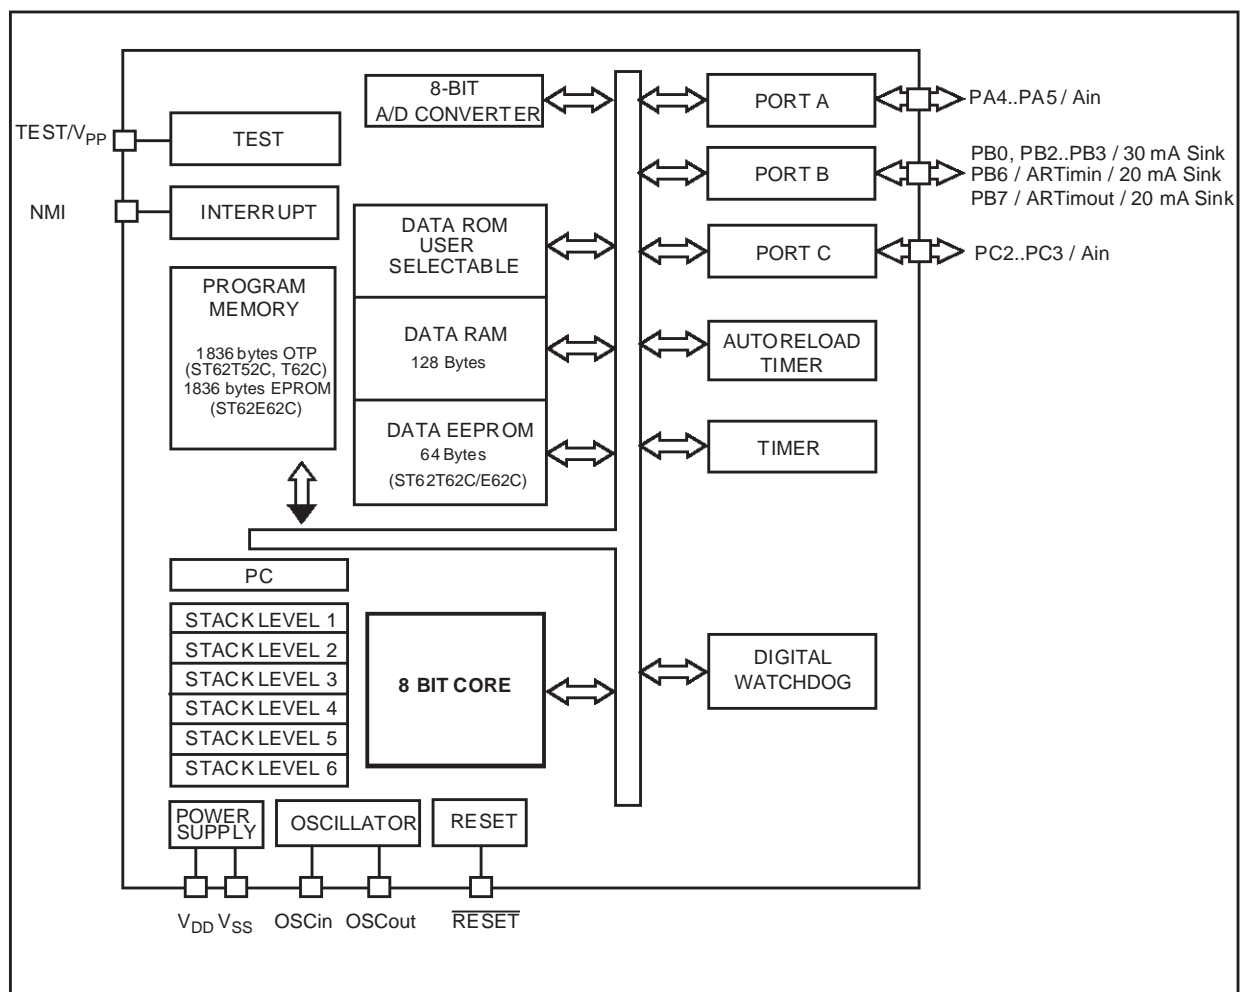 8-BIT
A/D CONVERTER
PORT A
PA4..PA5 / Ain
TEST/VPP
TEST
PORT B
PB0, PB2..PB3 / 30 mA Sink
PB6 / ARTimin / 20 mA Sink
PB7 / ARTimout / 20 mA Sink
NMI
INTERRUPT
DATA ROM
USER
SELECTABLE
PORT C
PC2..PC3 / Ain
PROGRAM
MEMORY
1836 bytes OTP
(ST62T52C, T62C)
1836 bytes EPROM
(ST62E62C)
DATA RAM
128 Bytes
AUTORELOAD
TIMER
DATA EEPROM
64 Bytes
(ST62T62C/E62C)
TIMER
PC
STACK LEVEL 1
STACK LEVEL 2
STACK LEVEL 3
STACK LEVEL 4
STACK LEVEL 5
STACK LEVEL 6
8 BIT CORE
DIGITAL
WATCHDOG
POWER
SUPPLY
OSCILLATOR
RESET
VDD VSS
OSCin OSCout
RESET